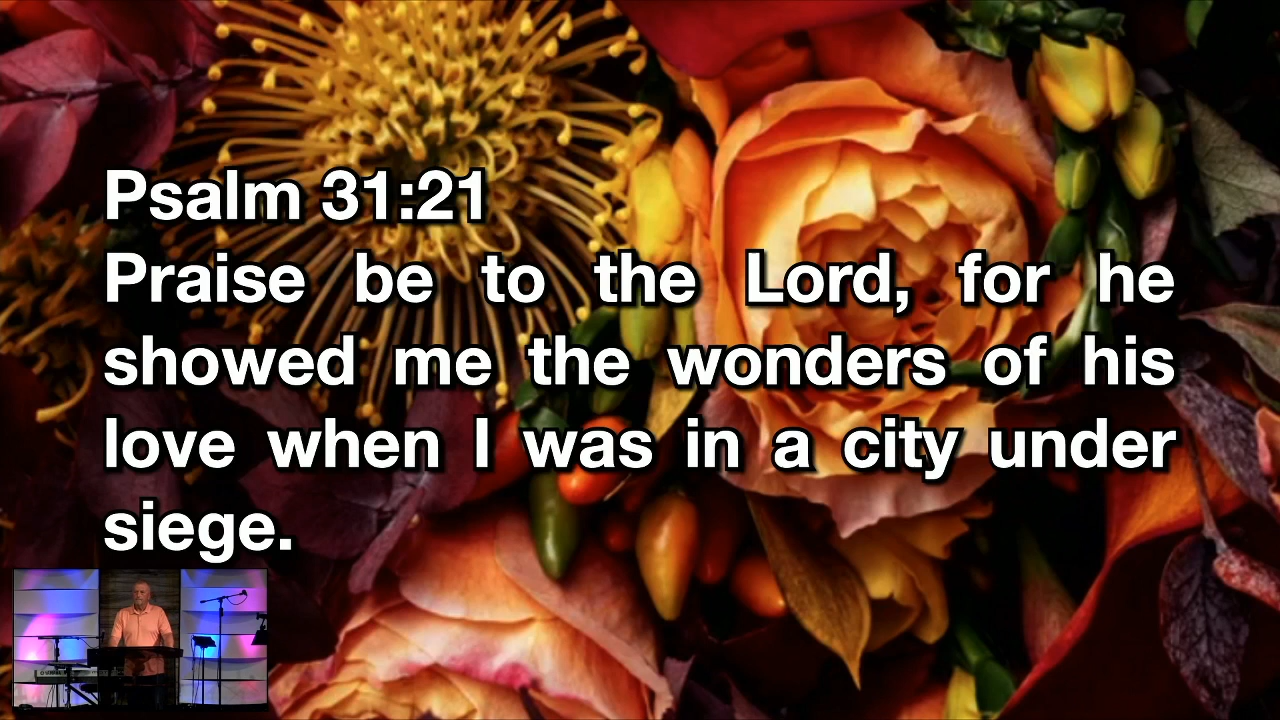 Psalm 31:21
Praise be to the Lord, for he
showed me the wonders of his
love when I was in a city under
siege.